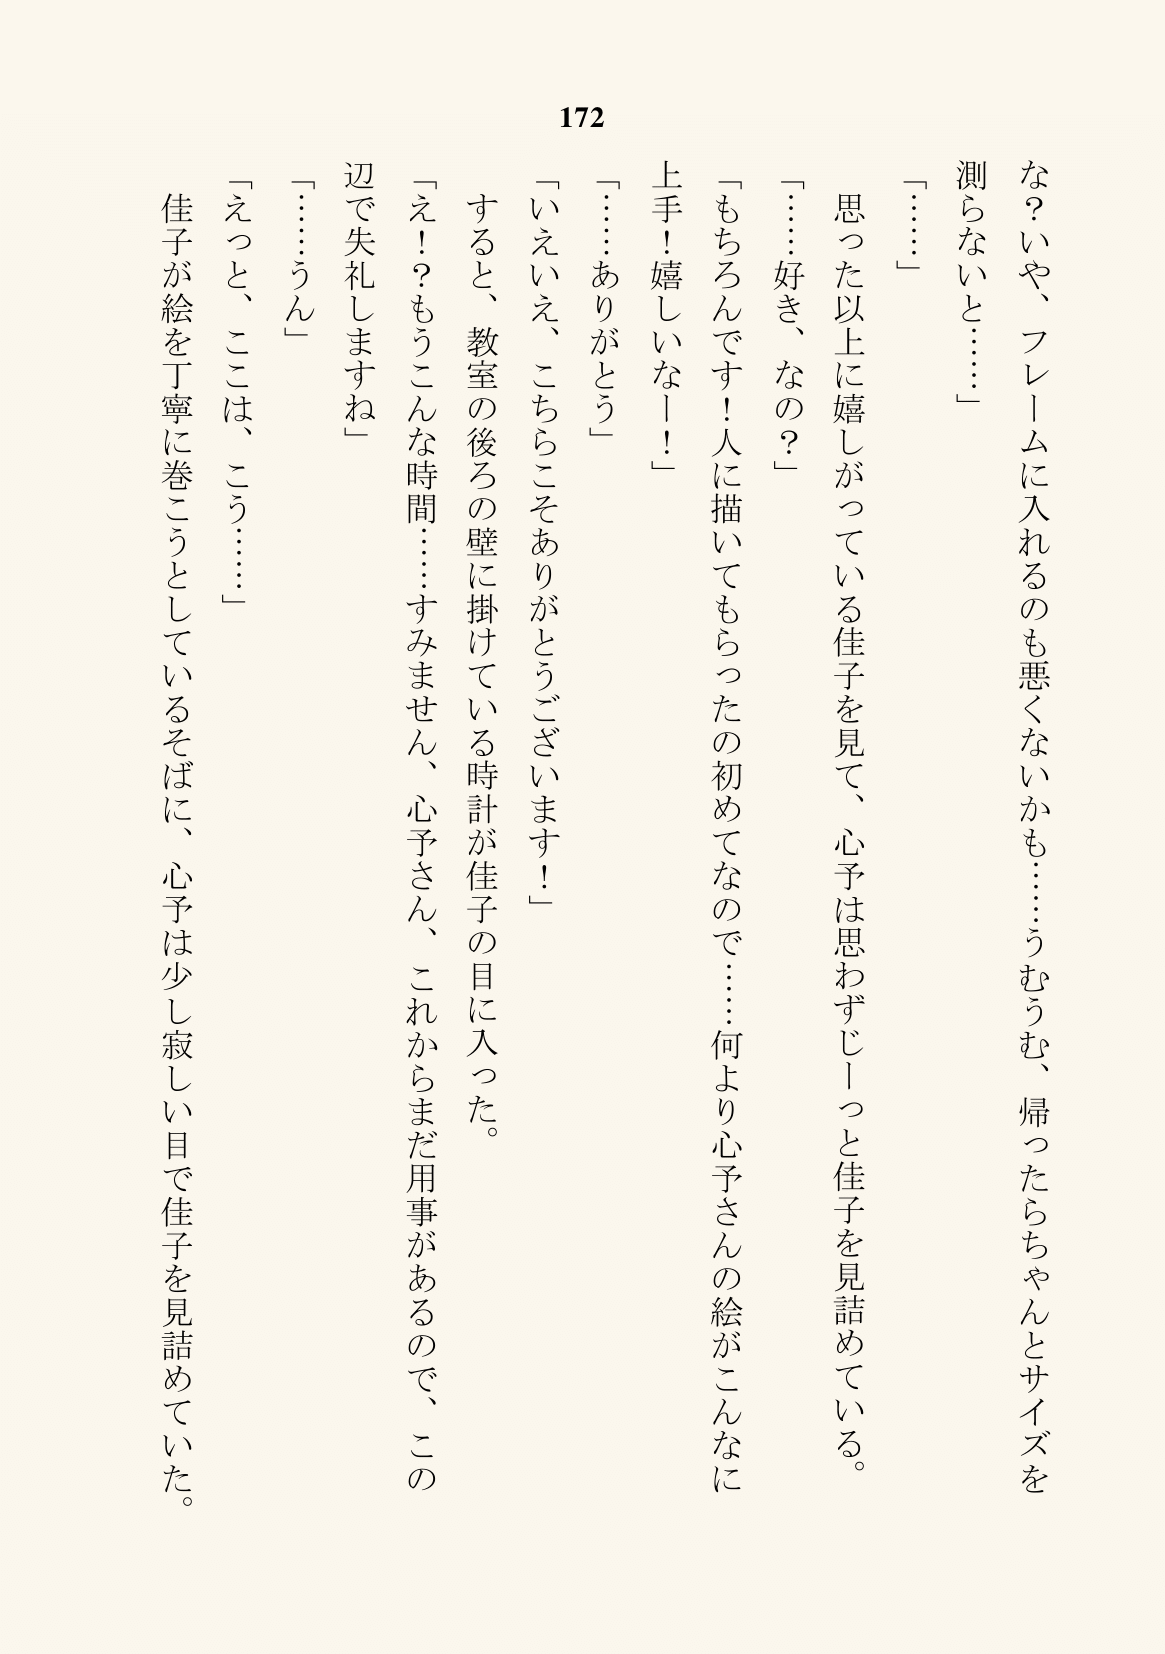 172
な？いや、フレームに入れるのも悪くないかも……うむうむ、帰ったらちゃんとサイズを
測らないと……」
「……」
　思った以上に嬉しがっている佳子を見て、心予は思わずじーっと佳子を見詰めている。
「……好き、なの？」
「もちろんです！人に描いてもらったの初めてなので……何より心予さんの絵がこんなに
上手！嬉しいなー！」
「……ありがとう」
「いえいえ、こちらこそありがとうございます！」
　すると、教室の後ろの壁に掛けている時計が佳子の目に入った。
「え！？もうこんな時間……すみません、心予さん、これからまだ用事があるので、この
辺で失礼しますね」
「……うん」
「えっと、ここは、こう……」
　佳子が絵を丁寧に巻こうとしているそばに、心予は少し寂しい目で佳子を見詰めていた。